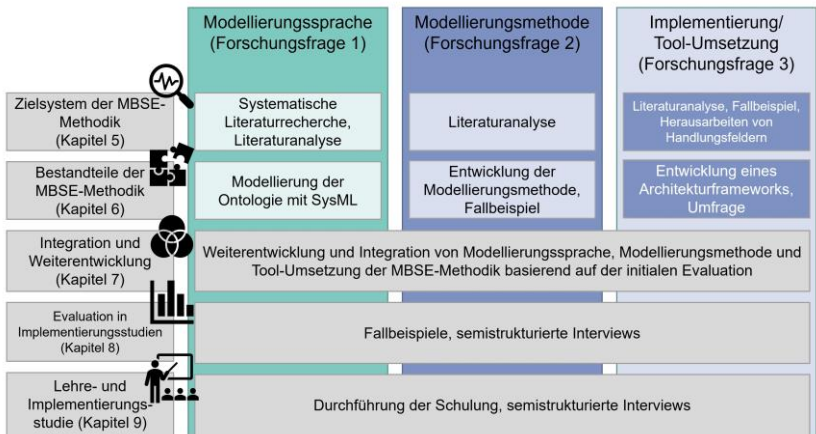 Modellierungssprache
(Forschungsfrage 1)
Modellierungsmethode
(Forschungsfrage 2)
Implementierung/
Tool-Umsetzung
(Forschungsfrage 3)
Zielsystem der MBSE-
Methodik
(Kapitel 5)
Systematische
Literaturrecherche,
Literaturanalyse
Literaturanalyse
Literaturanalyse, Fallbeispiel,
Herausarbeiten von
Handlungsfeldern
Bestandteile der
MBSE-Methodik
(Kapitel 6)
Modellierung der
Ontologie mit SysML
Entwicklung der
Modellierungsmethode,
Fallbeispiel
Entwicklung eines
Architekturframeworks,
Umfrage
Integration und
Weiterentwicklung
(Kapitel 7)
Weiterentwicklung und Integration von Modellierungssprache, Modellierungsmethode und
Tool-Umsetzung der MBSE-Methodik basierend auf der initialen Evaluation
Evaluation in
Implementierungsstudien
(Kapitel 8)
Fallbeispiele, semistrukturierte Interviews
Lehre- und
Implementierungs-
studie (Kapitel 9)
Durchführung der Schulung, semistrukturierte Interviews